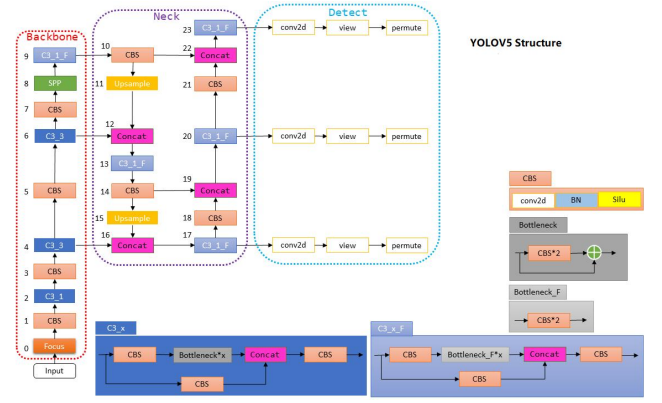 YOLOV5 Structure
Backbone
9 C3_1_F
8 SPP
7 CBS
6 C3_3
5 CBS
4 C3_3
3 CBS
2 C3_1
1 CBS
0 Focus
Input
Neck
10 CBS
11 Upsample
12 Concat
13 C3_1_F
14 CBS
15 Upsample
16 Concat
23 C3_1_F
22 Concat
21 CBS
20 C3_1_F
19 Concat
18 CBS
17 C3_1_F
Detect
conv2d view permute
conv2d view permute
conv2d view permute
CBS
conv2d BN Silu
Bottleneck
CBS*2
Bottleneck_F
CBS*2
C3_x
CBS Bottleneck*x Concat CBS
CBS
C3_x_F
CBS Bottleneck_F*x Concat CBS
CBS